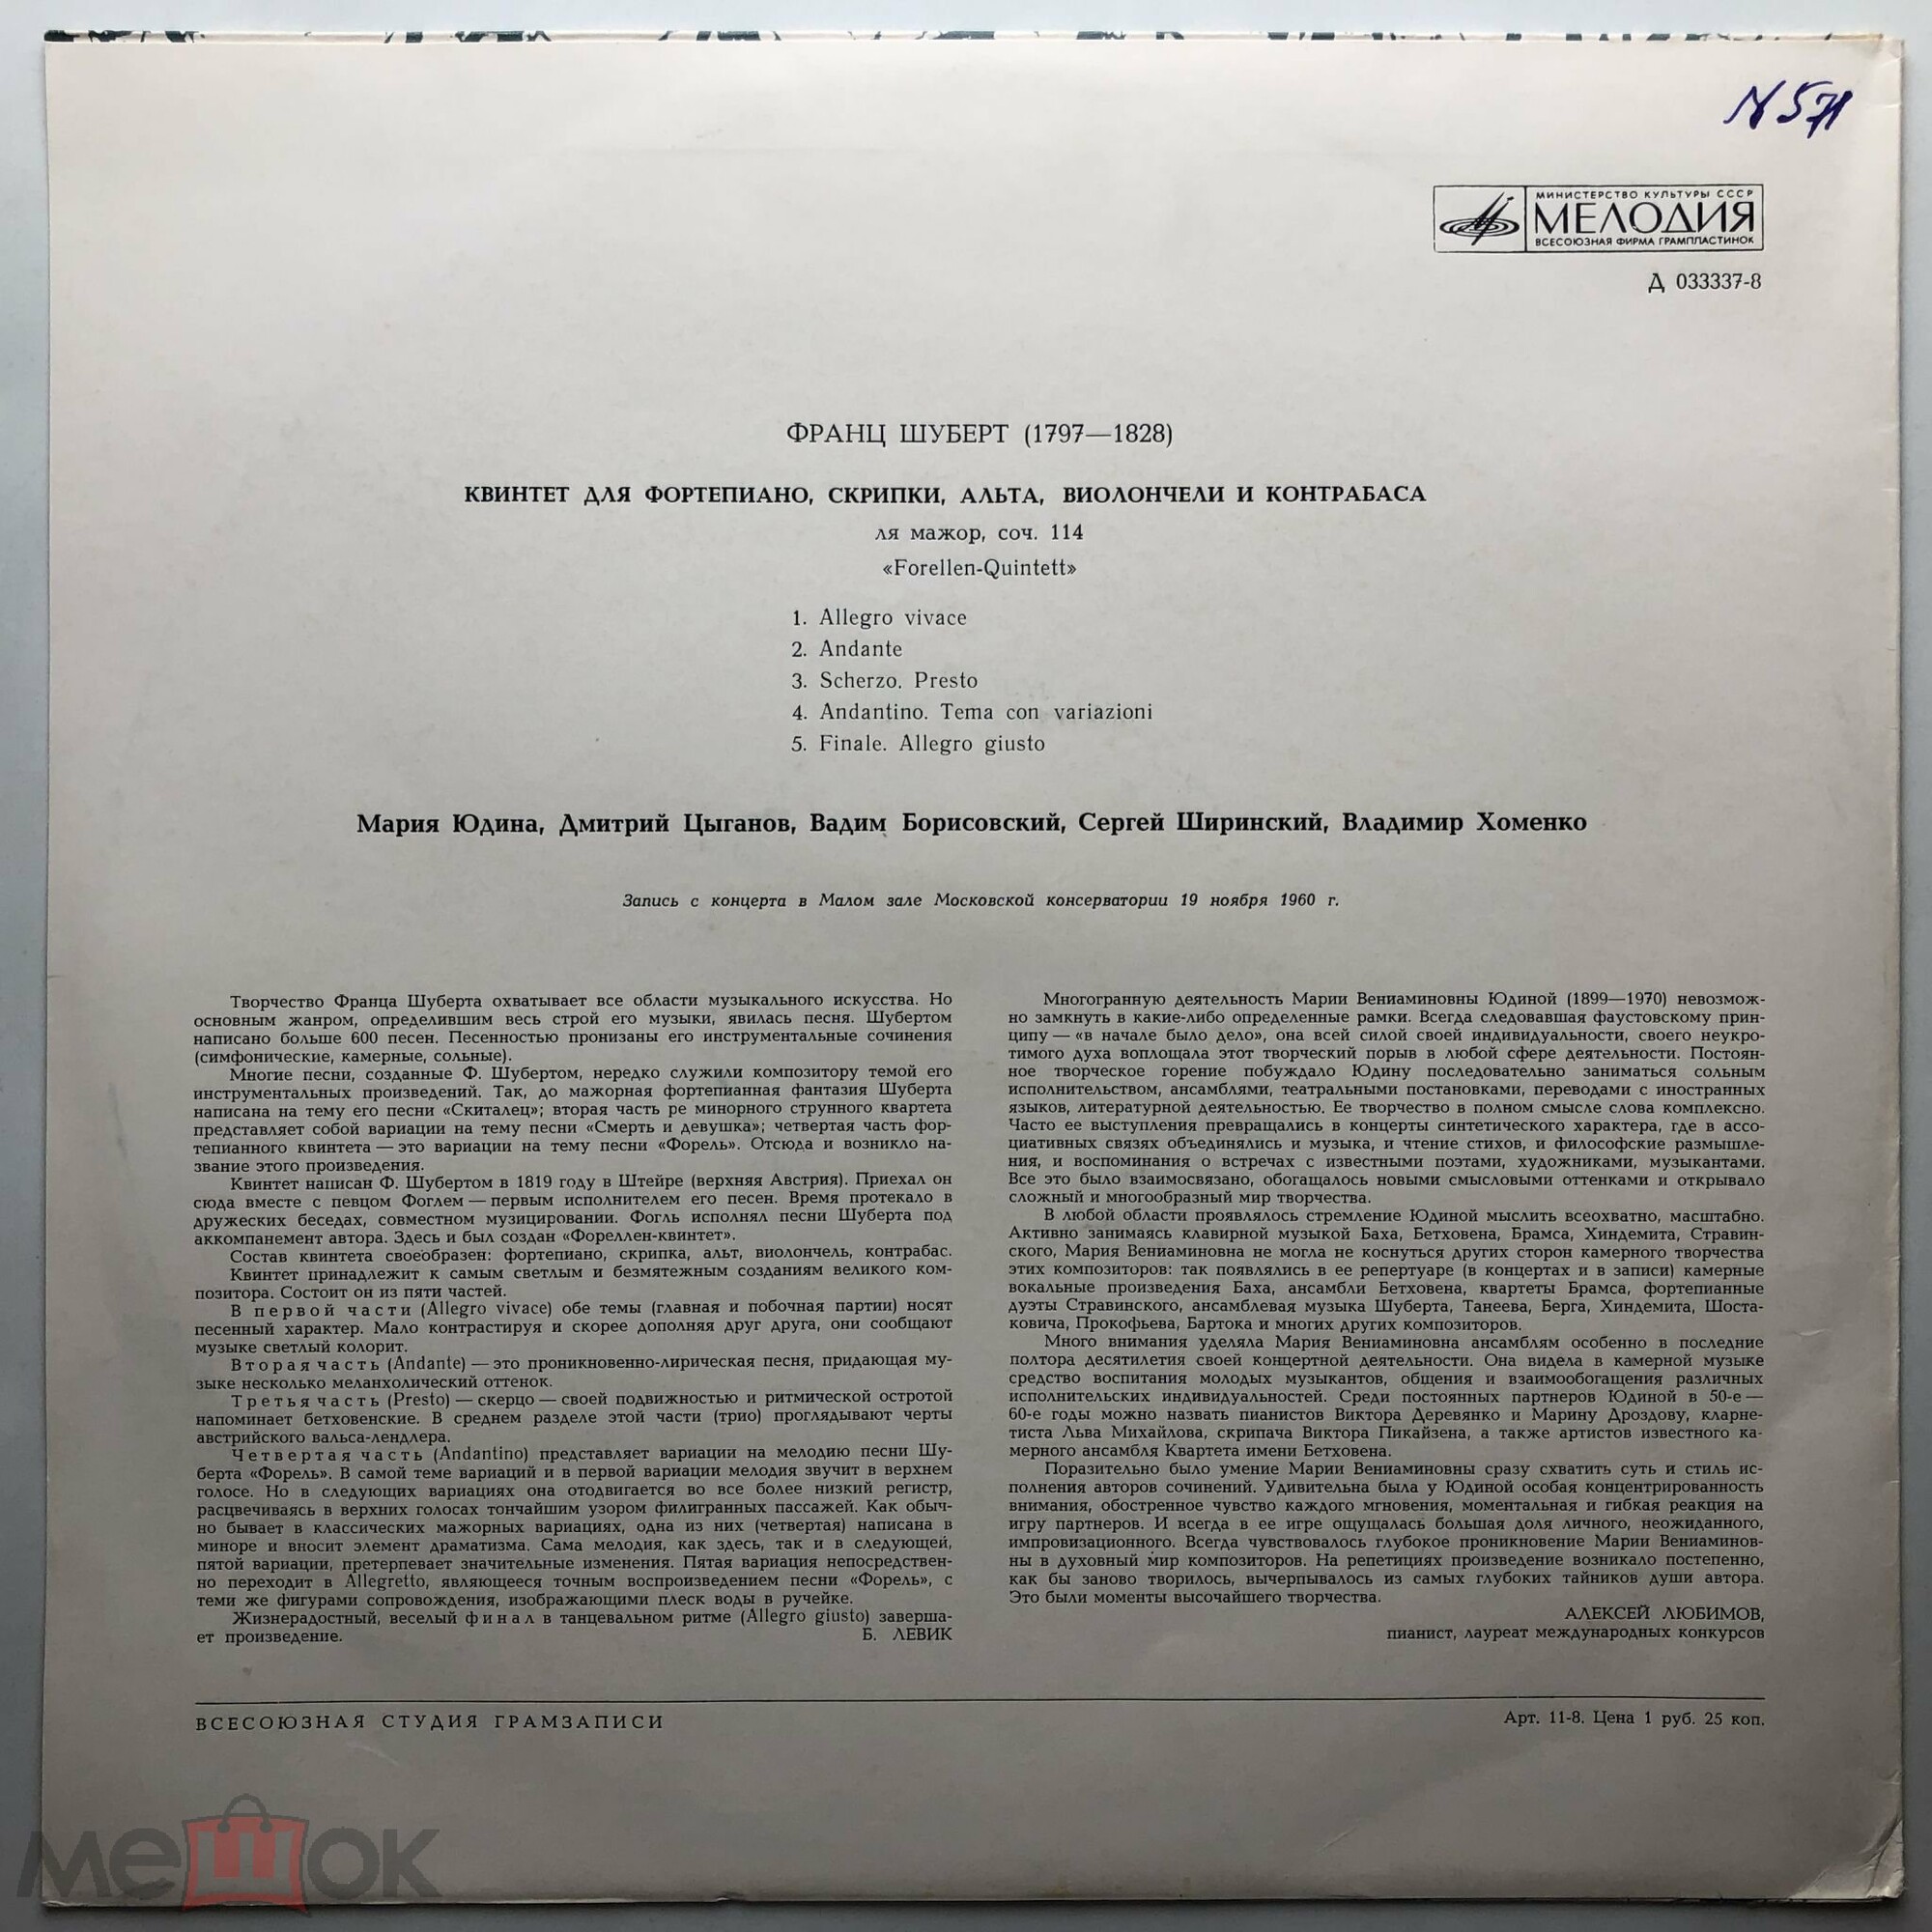 N 571
МИНИСТЕРСТВО КУЛЬТУРЫ СССР
МЕЛОДИЯ
ВСЕСОЮЗНАЯ ФИРМА ГРАМПЛАСТИНОК
Д 033337-8
ФРАНЦ ШУБЕРТ (1797—1828)
КВИНТЕТ ДЛЯ ФОРТЕПИАНО, СКРИПКИ, АЛЬТА, ВИОЛОНЧЕЛИ И КОНТРАБАСА
ля мажор, соч. 114
«Forellen-Quintett»
1. Allegro vivace
2. Andante
3. Scherzo. Presto
4. Andantino. Tema con variazioni
5. Finale. Allegro giusto
Мария Юдина, Дмитрий Цыганов, Вадим Борисовский, Сергей Ширинский, Владимир Хоменко
Запись с концерта в Малом зале Московской консерватории 19 ноября 1960 г.
Творчество Франца Шуберта охватывает все области музыкального искусства. Но
основным жанром, определившим весь строй его музыки, явилась песня. Шубертом
написано больше 600 песен. Песенностью пронизаны его инструментальные сочинения
(симфонические, камерные, сольные).
Многие песни, созданные Ф. Шубертом, нередко служили композитору темой его
инструментальных произведений. Так, до мажорная фортепианная фантазия Шуберта
написана на тему его песни «Скиталец»; вторая часть ре минорного струнного квартета
представляет собой вариации на тему песни «Смерть и девушка»; четвертая часть фор-
тепианного квинтета — это вариации на тему песни «Форель». Отсюда и возникло на-
звание этого произведения.
Квинтет написан Ф. Шубертом в 1819 году в Штейре (верхняя Австрия). Приехал он
сюда вместе с певцом Фоглем — первым исполнителем его песен. Время протекало в
дружеских беседах, совместном музицировании. Фогль исполнял песни Шуберта под
аккомпанемент автора. Здесь и был создан «Фореллен-квинтет».
Состав квинтета своеобразен: фортепиано, скрипка, альт, виолончель, контрабас.
Квинтет принадлежит к самым светлым и безмятежным созданиям великого ком-
позитора. Состоит он из пяти частей.
В первой части (Allegro vivace) обе темы (главная и побочная партии) носят
песенный характер. Мало контрастируя и скорее дополняя друг друга, они сообщают
музыке светлый колорит.
Вторая часть (Andante) — это проникновенно-лирическая песня, придающая му-
зыке несколько меланхолический оттенок.
Третья часть (Presto) — скерцо — своей подвижностью и ритмической остротой
напоминает бетховенские. В среднем разделе этой части (трио) проглядывают черты
австрийского вальса-лендлера.
Четвертая часть (Andantino) представляет вариации на мелодию песни Шу-
берта «Форель». В самой теме вариаций и в первой вариации мелодия звучит в верхнем
голосе. Но в следующих вариациях она отодвигается во все более низкий регистр,
расцвечиваясь в верхних голосах тончайшим узором филигранных пассажей. Как обыч-
но бывает в классических мажорных вариациях, одна из них (четвертая) написана в
миноре и вносит элемент драматизма. Сама мелодия, как здесь, так и в следующей,
пятой вариации, претерпевает значительные изменения. Пятая вариация непосредствен-
но переходит в Allegretto, являющееся точным воспроизведением песни «Форель», с
теми же фигурами сопровождения, изображающими плеск воды в ручейке.
Жизнерадостный, веселый финал в танцевальном ритме (Allegro giusto) заверша-
ет произведение.
Б. ЛЕВИК
Многогранную деятельность Марии Вениаминовны Юдиной (1899—1970) невозмож-
но замкнуть в какие-либо определенные рамки. Всегда следовавшая фаустовскому прин-
ципу — «в начале было дело», она всей силой своей индивидуальности, своего неукро-
тимого духа воплощала этот творческий порыв в любой сфере деятельности. Постоян-
ное творческое горение побуждало Юдину последовательно заниматься сольным
исполнительством, ансамблями, театральными постановками, переводами с иностранных
языков, литературной деятельностью. Ее творчество в полном смысле слова комплексно.
Часто ее выступления превращались в концерты синтетического характера, где в ассо-
циативных связях объединялись и музыка, и чтение стихов, и философские размышле-
ния, и воспоминания о встречах с известными поэтами, художниками, музыкантами.
Все это было взаимосвязано, обогащалось новыми смысловыми оттенками и открывало
сложный и многообразный мир творчества.
В любой области проявлялось стремление Юдиной мыслить всеохватно, масштабно.
Активно занимаясь клавирной музыкой Баха, Бетховена, Брамса, Хиндемита, Стравин-
ского, Мария Вениаминовна не могла не коснуться других сторон камерного творчества
этих композиторов: так появлялись в ее репертуаре (в концертах и в записи) камерные
вокальные произведения Баха, ансамбли Бетховена, квартеты Брамса, фортепианные
дуэты Стравинского, ансамблевая музыка Шуберта, Танеева, Берга, Хиндемита, Шоста-
ковича, Прокофьева, Бартока и многих других композиторов.
Много внимания уделяла Мария Вениаминовна ансамблям особенно в последние
полтора десятилетия своей концертной деятельности. Она видела в камерной музыке
средство воспитания молодых музыкантов, общения и взаимообогащения различных
исполнительских индивидуальностей. Среди постоянных партнеров Юдиной в 50-е —
60-е годы можно назвать пианистов Виктора Деревянко и Марину Дроздову, кларне-
тиста Льва Михайлова, скрипача Виктора Пикайзена, а также артистов известного ка-
мерного ансамбля Квартета имени Бетховена.
Поразительно было умение Марии Вениаминовны сразу схватить суть и стиль ис-
полнения авторов сочинений. Удивительна была у Юдиной особая концентрированность
внимания, обостренное чувство каждого мгновения, моментальная и гибкая реакция на
игру партнеров. И всегда в ее игре ощущалась большая доля личного, неожиданного,
импровизационного. Всегда чувствовалось глубокое проникновение Марии Вениаминов-
ны в духовный мир композиторов. На репетициях произведение возникало постепенно,
как бы заново творилось, вычерпывалось из самых глубоких тайников души автора.
Это были моменты высочайшего творчества.
АЛЕКСЕЙ ЛЮБИМОВ,
пианист, лауреат международных конкурсов
ВСЕСОЮЗНАЯ СТУДИЯ ГРАМЗАПИСИ
Арт. 11-8. Цена 1 руб. 25 коп.
мешок